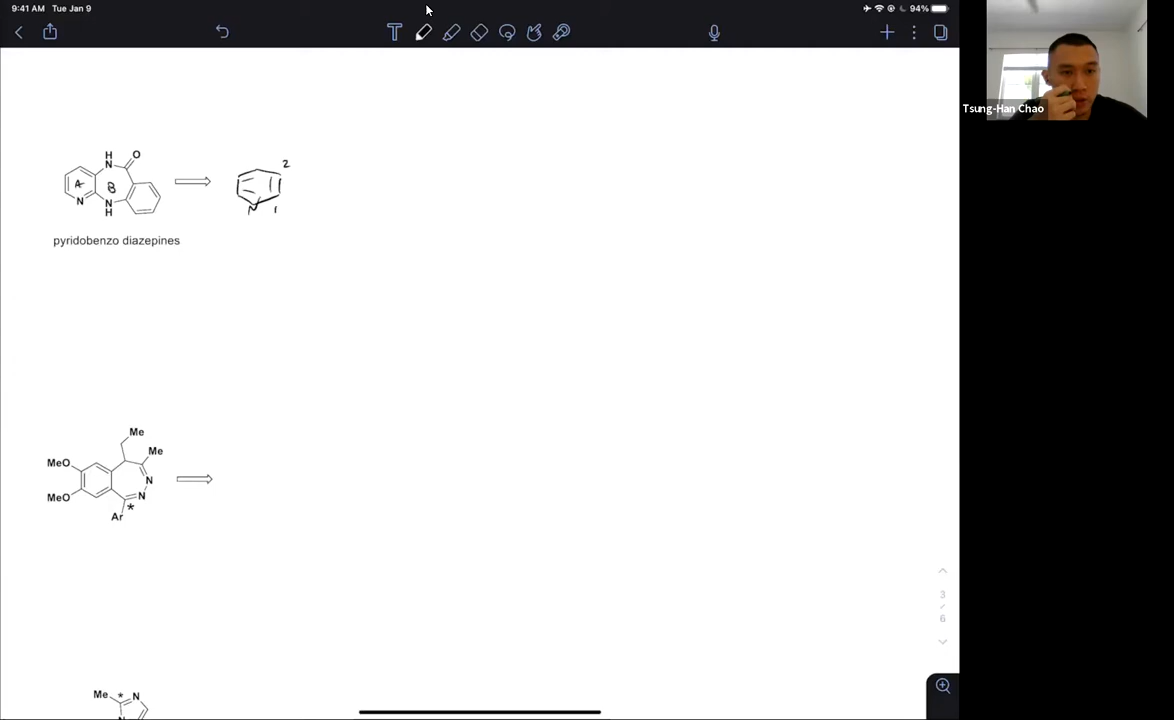 9:41 AM Tue Jan 9
94%
T
Tsung-Han Chao
H
N
O
A
B
N
N
H
2
N
1
pyridobenzo diazepines
Me
MeO
Me
N
MeO
N
*
Ar
3
/
6
Me
*
N
N